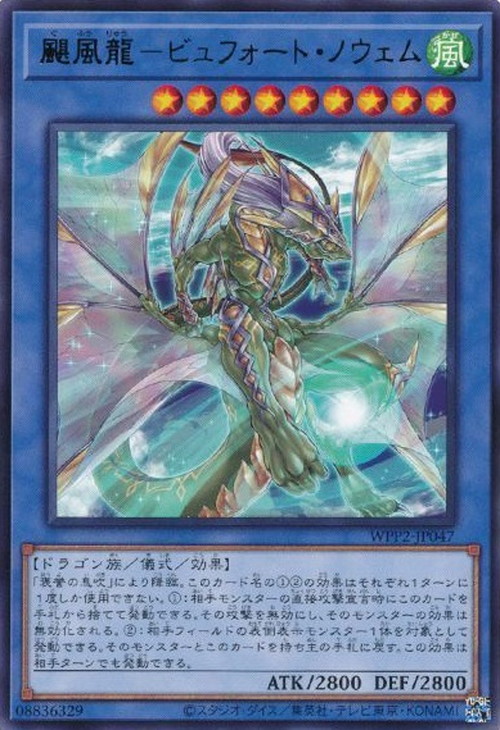 颶風龍－ビュフォート・ノウェム
風
WPP2-JP047
【ドラゴン族／儀式／効果】
により降臨。このカード名の①②の効果はそれぞれ1ターンに
1度しか使用できない。①：相手モンスターの直接攻撃宣言時にこのカードを
手札から捨てて発動できる。その攻撃を無効にし、そのモンスターの効果は
無効化される。②：相手フィールドの表側表示モンスター1体を対象として
発動できる。そのモンスターとこのカードを持ち主の手札に戻す。この効果は
相手ターンでも発動できる。
ATK/2800 DEF/2800
08836329
©スタジオ・ダイス/集英社・テレビ東京・KONAMI